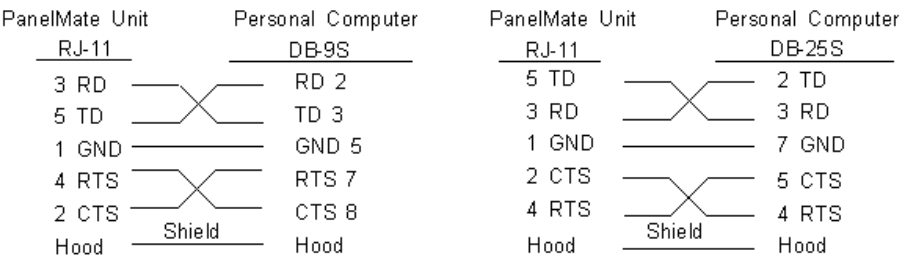 PanelMate Unit Personal Computer
RJ-11 DB-9S
3 RD RD 2
5 TD TD 3
1 GND GND 5
4 RTS RTS 7
2 CTS CTS 8
Shield
Hood Hood
PanelMate Unit Personal Computer
RJ-11 DB-25S
5 TD 2 TD
3 RD 3 RD
1 GND 7 GND
2 CTS 5 CTS
4 RTS 4 RTS
Shield
Hood Hood